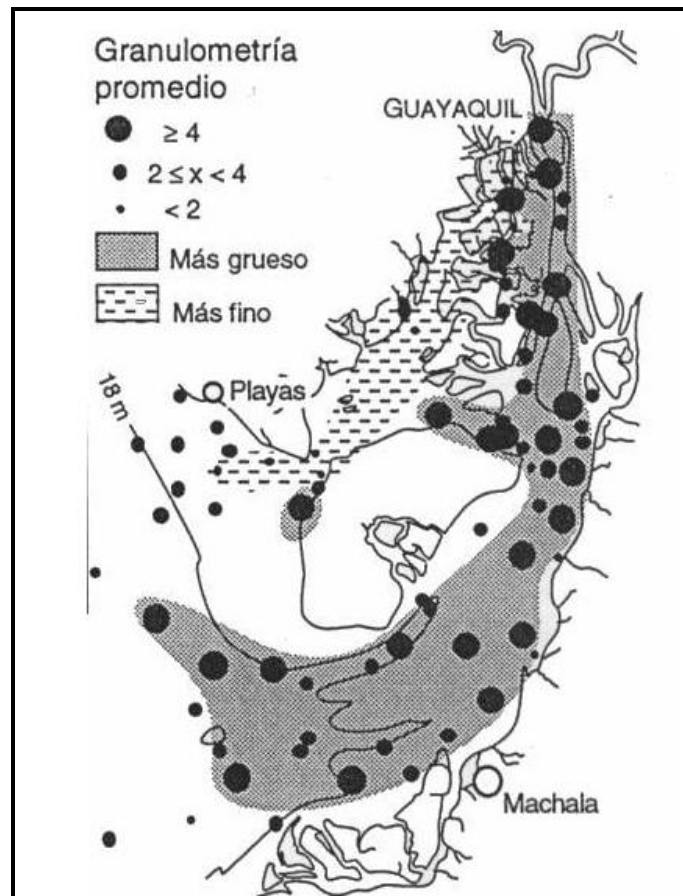 Granulometría
promedio
≥ 4
2 ≤ x < 4
< 2
Más grueso
Más fino
GUAYAQUIL
18 m
Playas
Machala